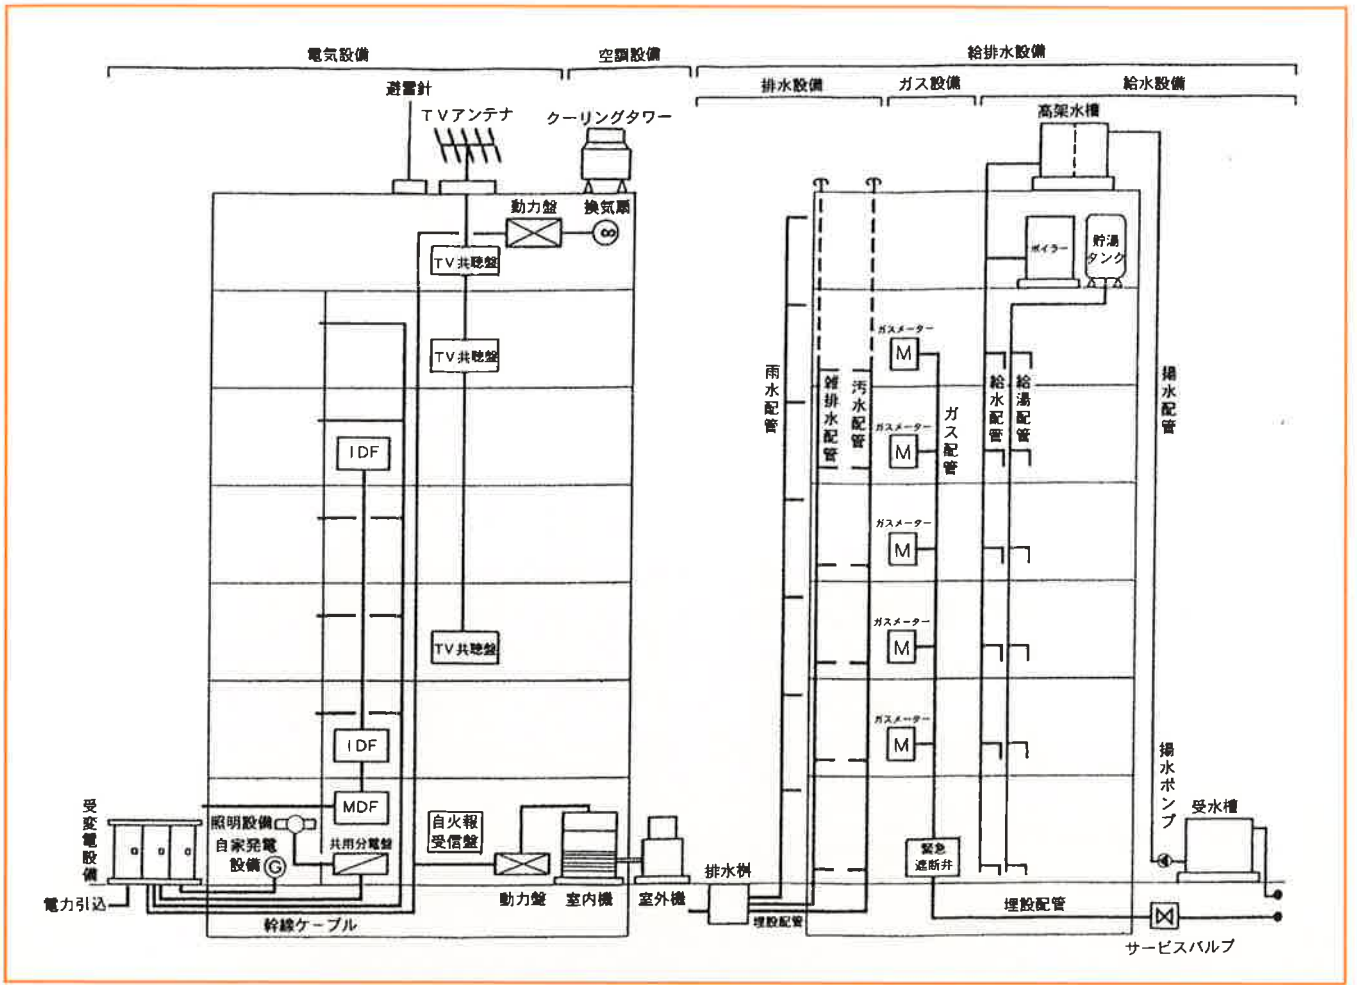 電気設備
空調設備
給排水設備
排水設備
ガス設備
給水設備
避雷針
TVアンテナ
クーリングタワー
高架水槽
動力盤
換気扇
TV共聴盤
ボイラー
貯湯
タンク
TV共聴盤
ガスメーター
M
雨水配管
雑排水配管
汚水配管
ガス配管
給水配管
給湯配管
揚水配管
IDF
ガスメーター
M
ガスメーター
M
TV共聴盤
ガスメーター
M
IDF
ガスメーター
M
揚水ポンプ
受変電設備
MDF
照明設備
自家発電
設備
G
共用分電盤
自火報
受信盤
緊急
遮断弁
受水槽
排水桝
電力引込
動力盤
室内機
室外機
幹線ケーブル
埋設配管
埋設配管
サービスバルブ